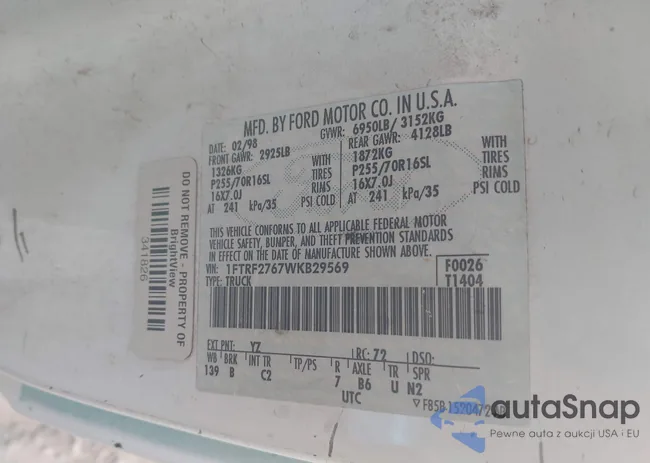 MFD. BY FORD MOTOR CO. IN U.S.A.
DATE: 02/98 GVWR: 6950LB/ 3152KG
FRONT GAWR: 2925LB REAR GAWR: 4128LB
1326KG WITH 1872KG WITH
P255/70R16SL TIRES P255/70R16SL TIRES
16X7.0J RIMS 16X7.0J RIMS
AT 241 kPa/35 PSI COLD AT 241 kPa/35 PSI COLD
THIS VEHICLE CONFORMS TO ALL APPLICABLE FEDERAL MOTOR
VEHICLE SAFETY, BUMPER, AND THEFT PREVENTION STANDARDS
IN EFFECT ON THE DATE OF MANUFACTURE SHOWN ABOVE.
VIN: 1FTRF2767WKB29569 F0026
TYPE: TRUCK T1404
EXT PNT: YZ RC: 72 DSO:
WB BRK INT TR TP/PS R AXLE TR SPR
139 B C2 7 B6 U N2
UTC
DO NOT REMOVE - PROPERTY OF
BrightView
341826
autoSnap
Pewne auta z aukcji USA i EU